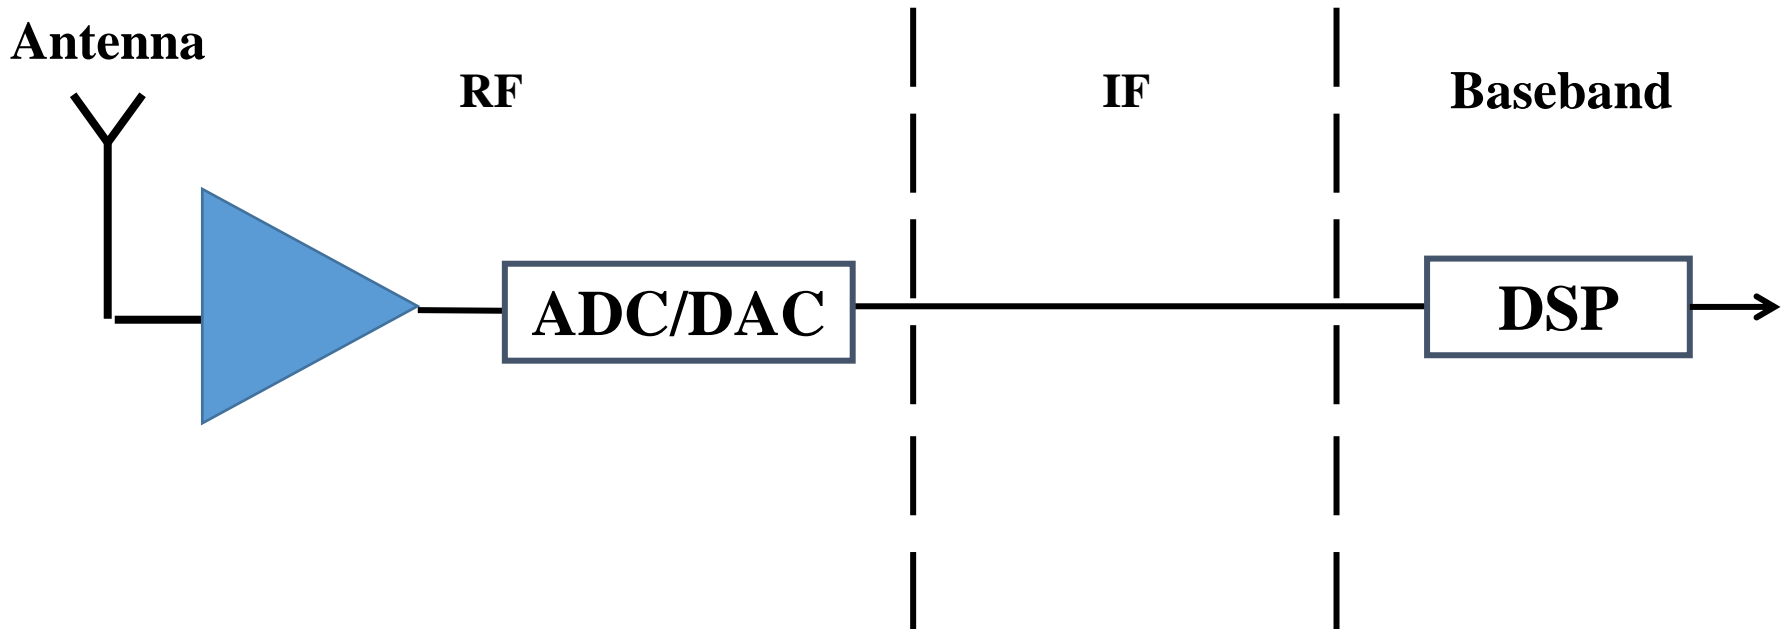 Antenna
RF
IF
Baseband
ADC/DAC
DSP